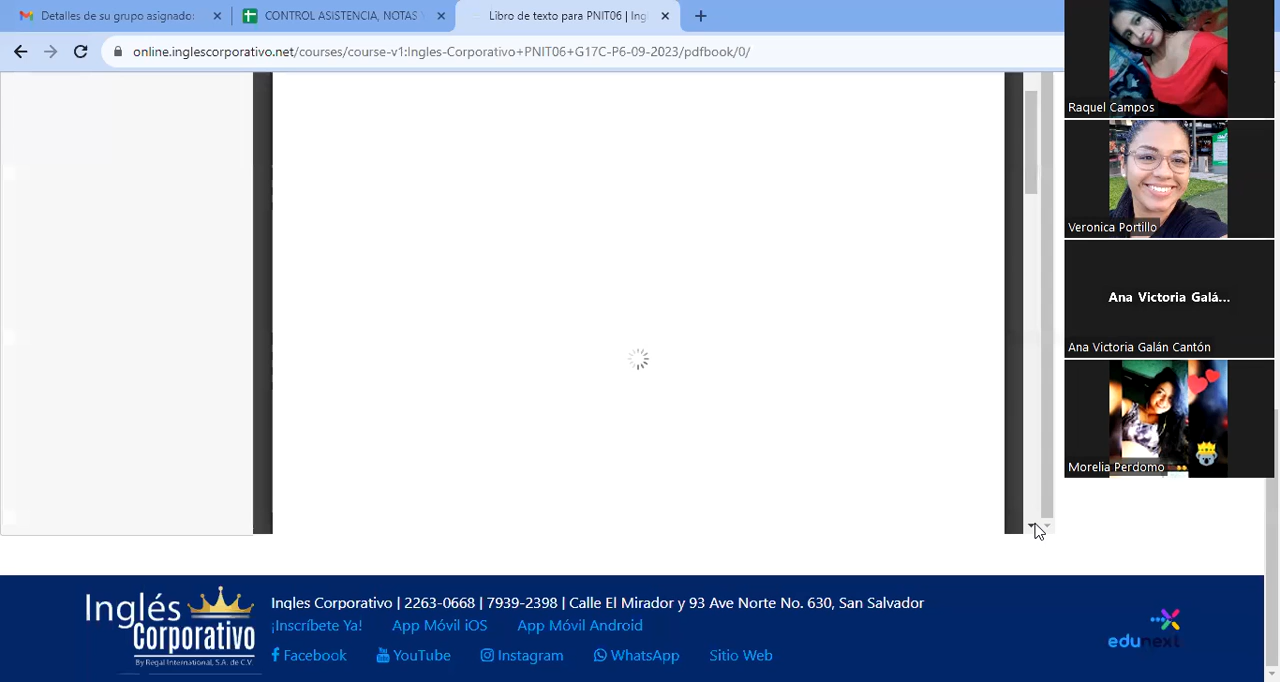 Detalles de su grupo asignado:
CONTROL ASISTENCIA, NOTAS Y
Libro de texto para PNIT06 | Ing
online.inglescorporativo.net/courses/course-v1:Ingles-Corporativo+PNIT06+G17C-P6-09-2023/pdfbook/0/
Raquel Campos
Veronica Portillo
Ana Victoria Galá...
Ana Victoria Galán Cantón
Morelia Perdomo
Inglés
Corporativo
By Regal International, S.A. de C.V.
Ingles Corporativo | 2263-0668 | 7939-2398 | Calle El Mirador y 93 Ave Norte No. 630, San Salvador
¡Inscríbete Ya! App Móvil iOS App Móvil Android
Facebook YouTube Instagram WhatsApp Sitio Web
edunext